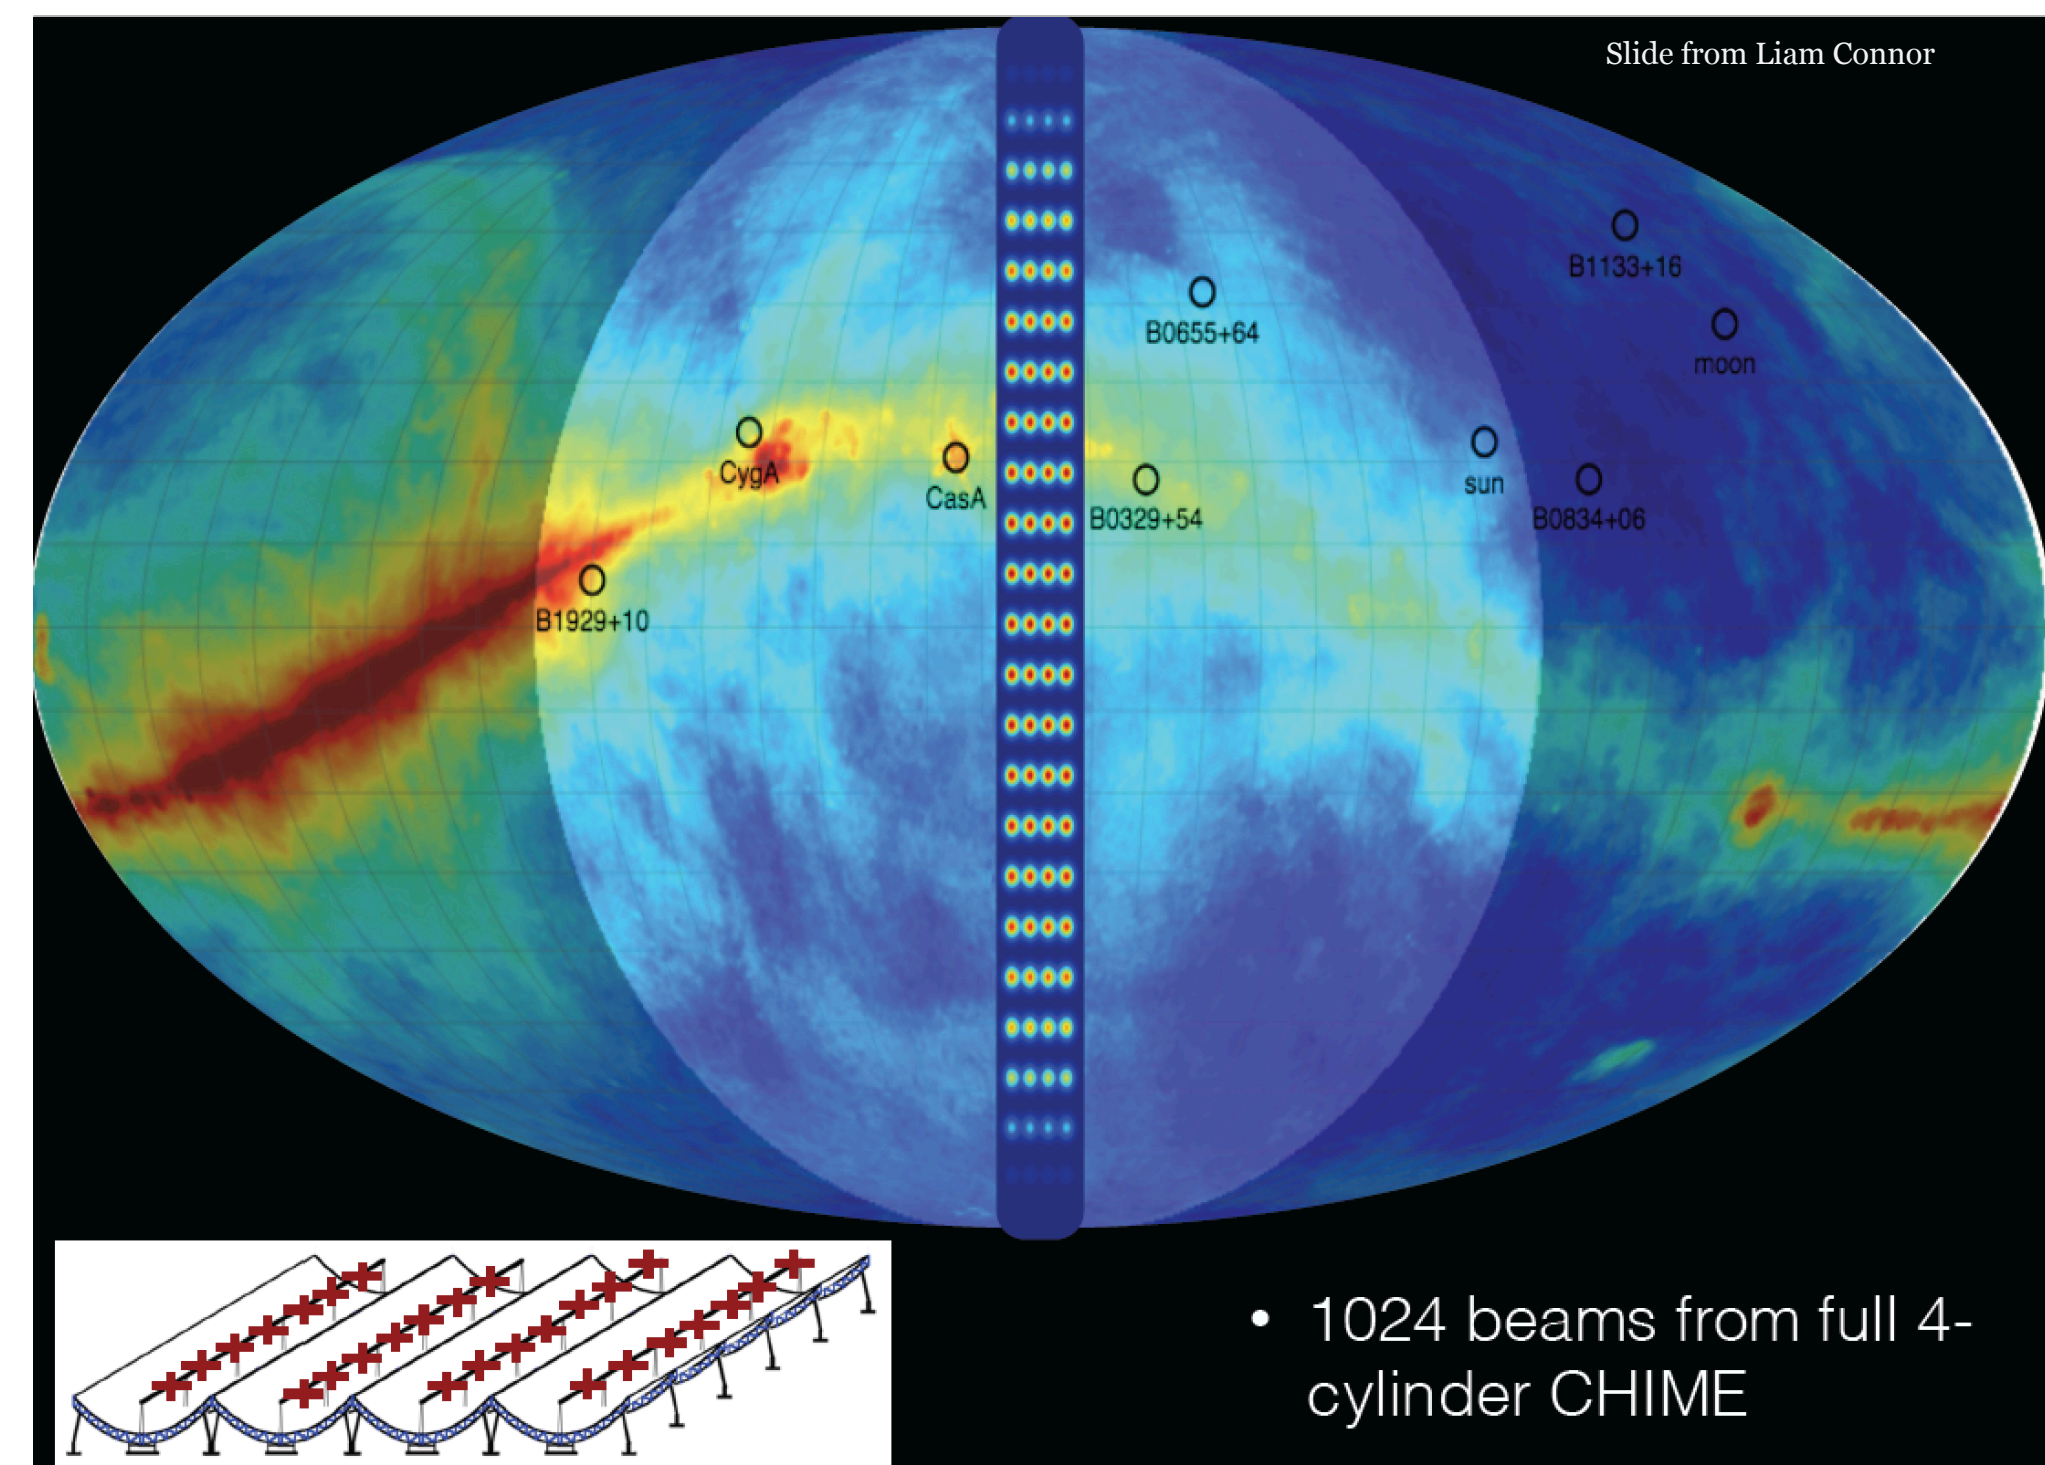 Slide from Liam Connor
B1133+16
B0655+64
moon
CygA
CasA
sun
B0329+54
B0834+06
B1929+10
• 1024 beams from full 4-
cylinder CHIME